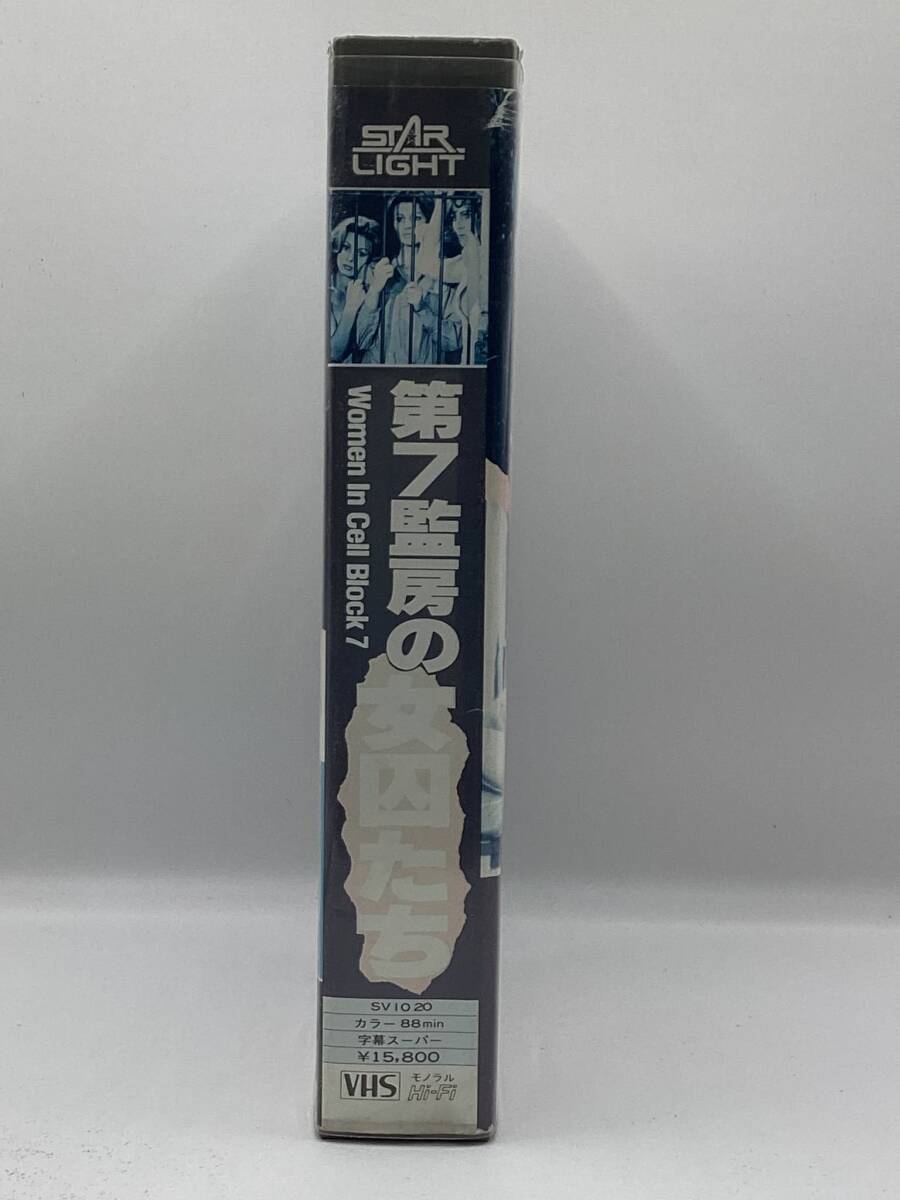 STAR
LIGHT
第7監房の女囚たち
Women In Cell Block 7
SV1020
カラー 88min
字幕スーパー
¥15,800
VHS
モノラル
Hi-Fi